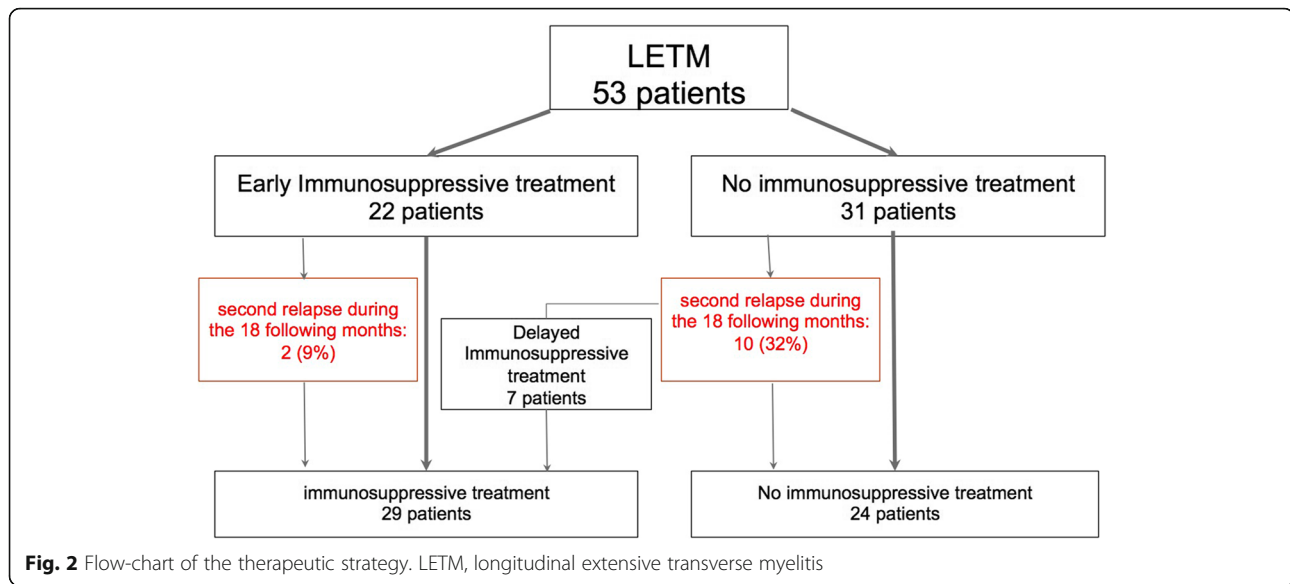 LETM
53 patients
Early Immunosuppressive treatment
22 patients
No immunosuppressive treatment
31 patients
second relapse during
the 18 following months:
2 (9%)
Delayed
Immunosuppressive
treatment
7 patients
second relapse during
the 18 following months:
10 (32%)
immunosuppressive treatment
29 patients
No immunosuppressive treatment
24 patients
Fig. 2 Flow-chart of the therapeutic strategy. LETM, longitudinal extensive transverse myelitis